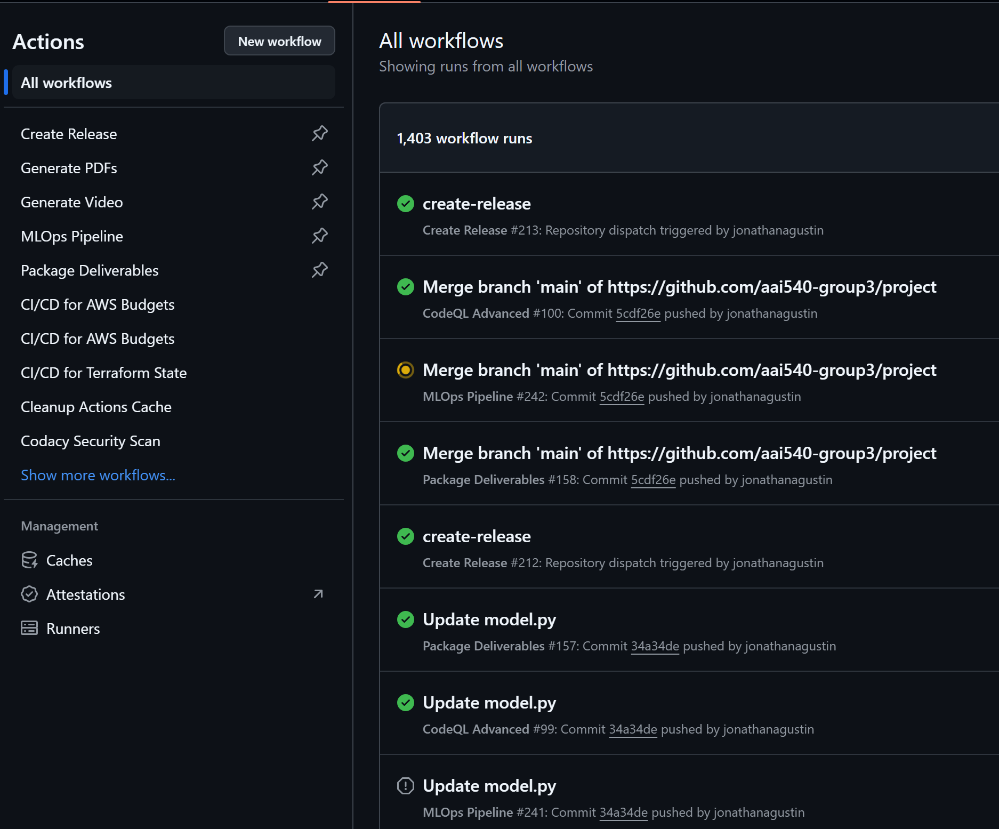 Actions
New workflow
All workflows
Create Release
Generate PDFs
Generate Video
MLOps Pipeline
Package Deliverables
CI/CD for AWS Budgets
CI/CD for AWS Budgets
CI/CD for Terraform State
Cleanup Actions Cache
Codacy Security Scan
Show more workflows...
Management
Caches
Attestations
Runners
All workflows
Showing runs from all workflows
1,403 workflow runs
create-release
Create Release #213: Repository dispatch triggered by jonathanagustin
Merge branch 'main' of https://github.com/aai540-group3/project
CodeQL Advanced #100: Commit 5cdf26e pushed by jonathanagustin
Merge branch 'main' of https://github.com/aai540-group3/project
MLOps Pipeline #242: Commit 5cdf26e pushed by jonathanagustin
Merge branch 'main' of https://github.com/aai540-group3/project
Package Deliverables #158: Commit 5cdf26e pushed by jonathanagustin
create-release
Create Release #212: Repository dispatch triggered by jonathanagustin
Update model.py
Package Deliverables #157: Commit 34a34de pushed by jonathanagustin
Update model.py
CodeQL Advanced #99: Commit 34a34de pushed by jonathanagustin
Update model.py
MLOps Pipeline #241: Commit 34a34de pushed by jonathanagustin